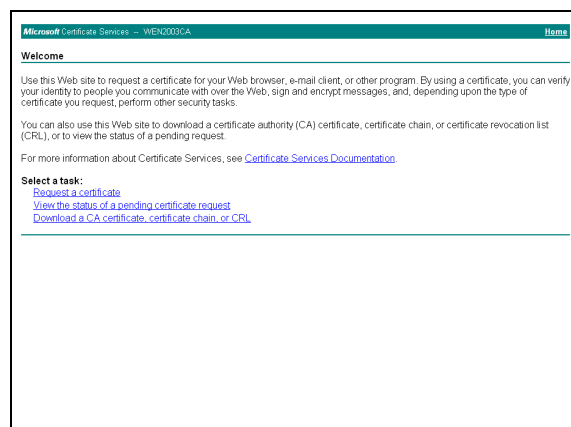 Microsoft Certificate Services -- WEN2003CA Home
Welcome
Use this Web site to request a certificate for your Web browser, e-mail client, or other program. By using a certificate, you can verify
your identity to people you communicate with over the Web, sign and encrypt messages, and, depending upon the type of
certificate you request, perform other security tasks.
You can also use this Web site to download a certificate authority (CA) certificate, certificate chain, or certificate revocation list
(CRL), or to view the status of a pending request.
For more information about Certificate Services, see Certificate Services Documentation.
Select a task:
Request a certificate
View the status of a pending certificate request
Download a CA certificate, certificate chain, or CRL